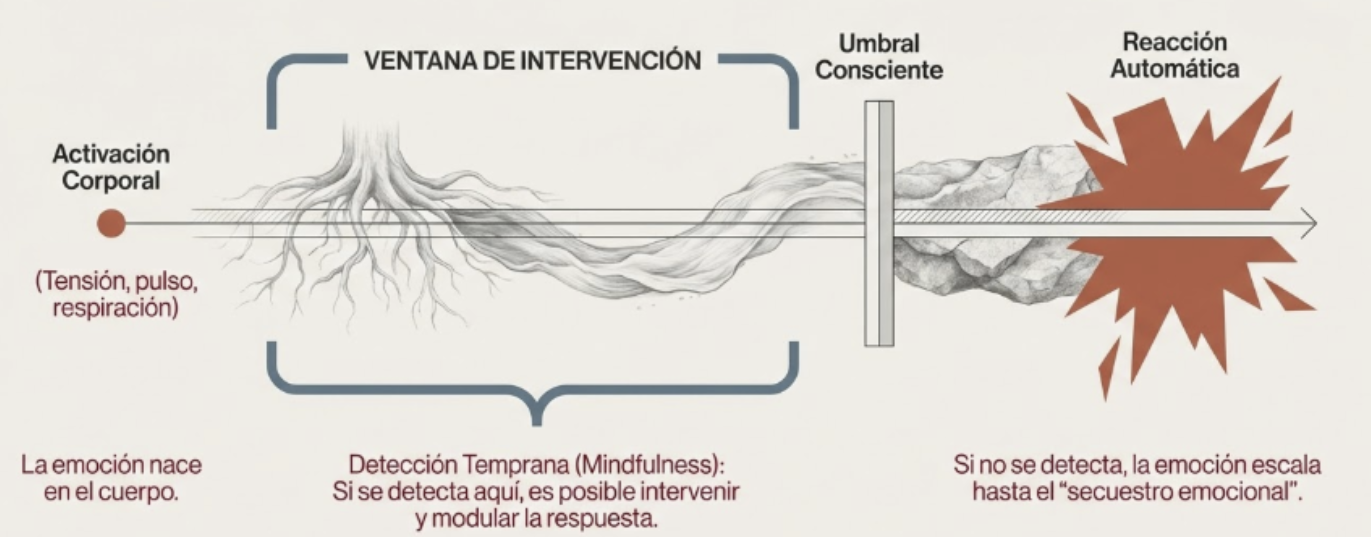 VENTANA DE INTERVENCIÓN
Umbral
Consciente
Reacción
Automática
Activación
Corporal
(Tensión, pulso,
respiración)
La emoción nace
en el cuerpo.
Detección Temprana (Mindfulness):
Si se detecta aquí, es posible intervenir
y modular la respuesta.
Si no se detecta, la emoción escala
hasta el “secuestro emocional”.